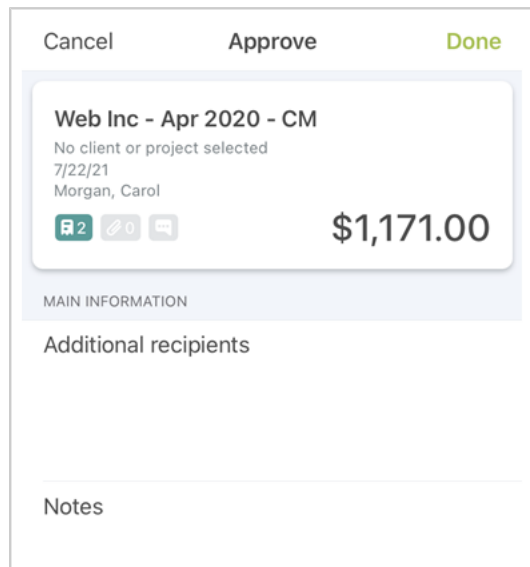 Cancel Approve Done
Web Inc - Apr 2020 - CM
No client or project selected
7/22/21
Morgan, Carol
2 0 $1,171.00
MAIN INFORMATION
Additional recipients
Notes